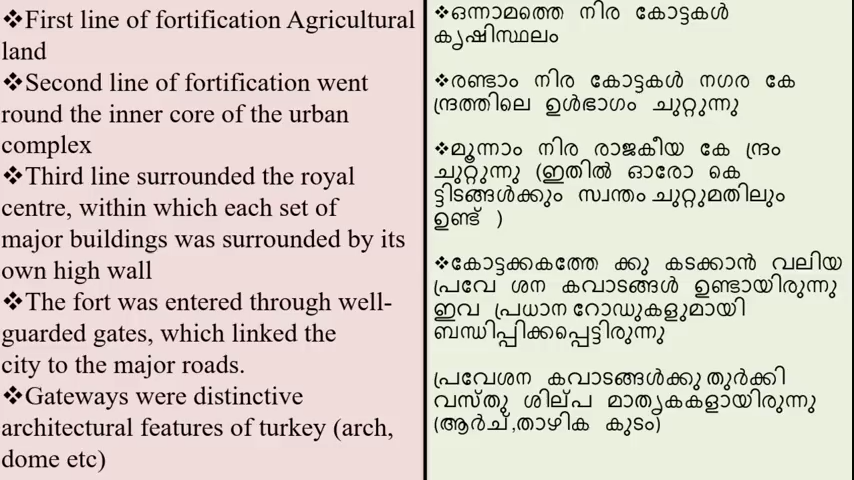 ❖First line of fortification Agricultural
land
❖Second line of fortification went
round the inner core of the urban
complex
❖Third line surrounded the royal
centre, within which each set of
major buildings was surrounded by its
own high wall
❖The fort was entered through well-
guarded gates, which linked the
city to the major roads.
❖Gateways were distinctive
architectural features of turkey (arch,
dome etc)
❖ഒന്നാമത്തെ നിര കോട്ടകൾ
കൃഷിസ്ഥലം
❖രണ്ടാം നിര കോട്ടകൾ നഗര കേ
ന്ദ്രത്തിലെ ഉൾഭാഗം ചുറ്റുന്നു
❖മൂന്നാം നിര രാജകീയ കേ ന്ദ്രം
ചുറ്റുന്നു (ഇതിൽ ഓരോ കെ
ട്ടിടങ്ങൾക്കും സ്വന്തം ചുറ്റുമതിലും
ഉണ്ട് )
❖കോട്ടക്കകത്തേ ക്കു കടക്കാൻ വലിയ
പ്രവേ ശന കവാടങ്ങൾ ഉണ്ടായിരുന്നു
ഇവ പ്രധാന റോഡുകളുമായി
ബന്ധിപ്പിക്കപ്പെട്ടിരുന്നു
പ്രവേശന കവാടങ്ങൾക്കു തുർക്കി
വസ്തു ശില്പ മാതൃകകളായിരുന്നു
(ആർച്,താഴിക കുടം)